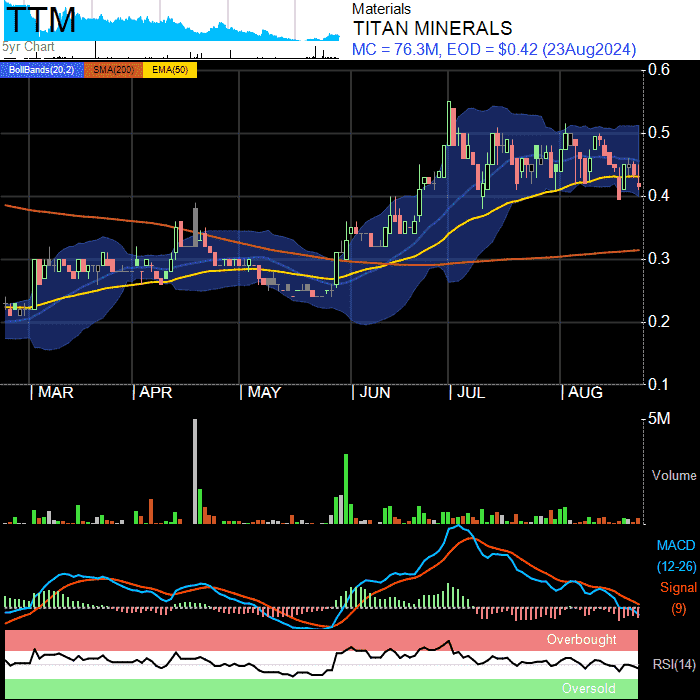 TTM
5yr Chart
Materials
TITAN MINERALS
MC = 76.3M, EOD = $0.42 (23Aug2024)
BollBands(20,2) SMA(200) EMA(50)
0.6
0.5
0.4
0.3
0.2
0.1
MAR APR MAY JUN JUL AUG
5M
Volume
MACD
(12-26)
Signal
(9)
Overbought
RSI(14)
Oversold